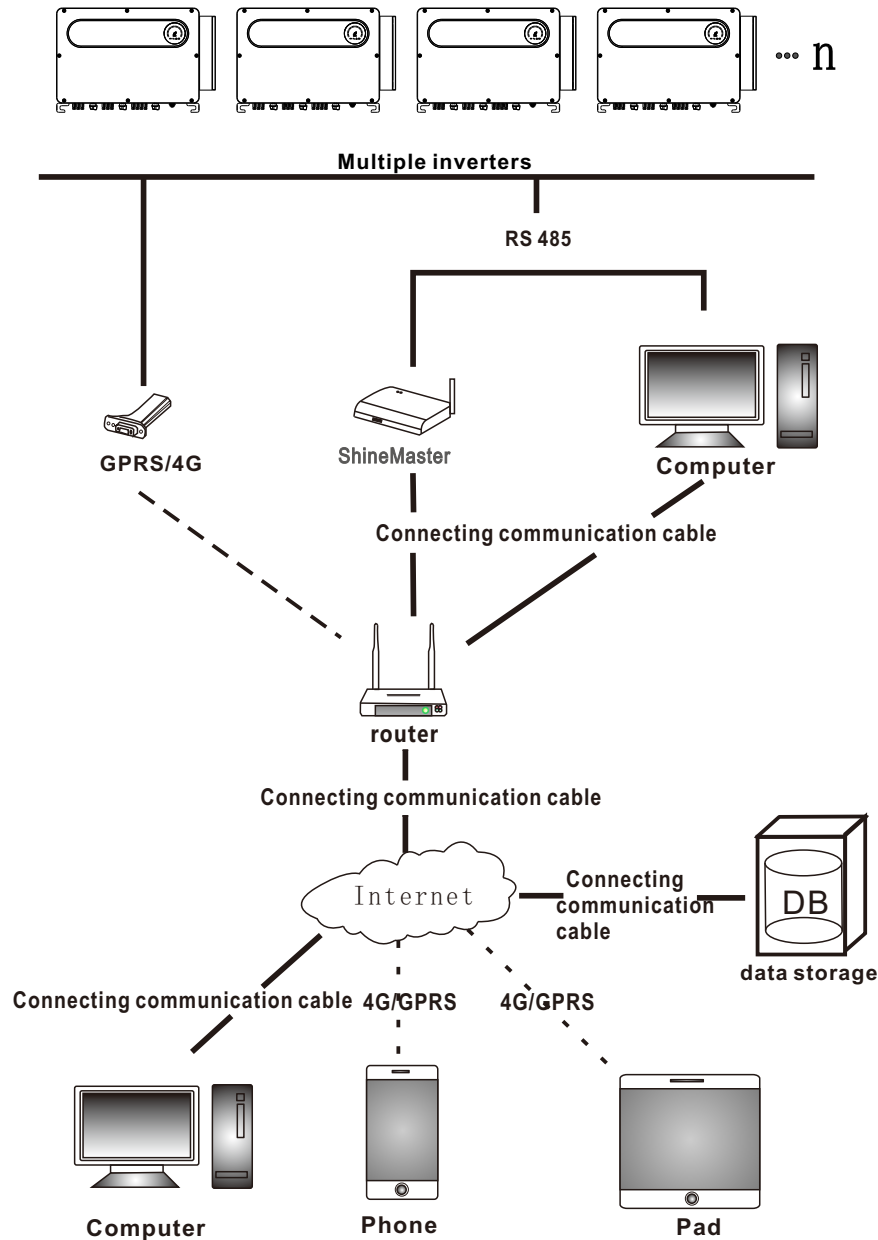 n
Multiple inverters
RS 485
GPRS/4G
ShineMaster
Computer
Connecting communication cable
router
Connecting communication cable
Internet
Connecting
communication
cable
DB
data storage
Connecting communication cable
4G/GPRS
4G/GPRS
Computer
Phone
Pad